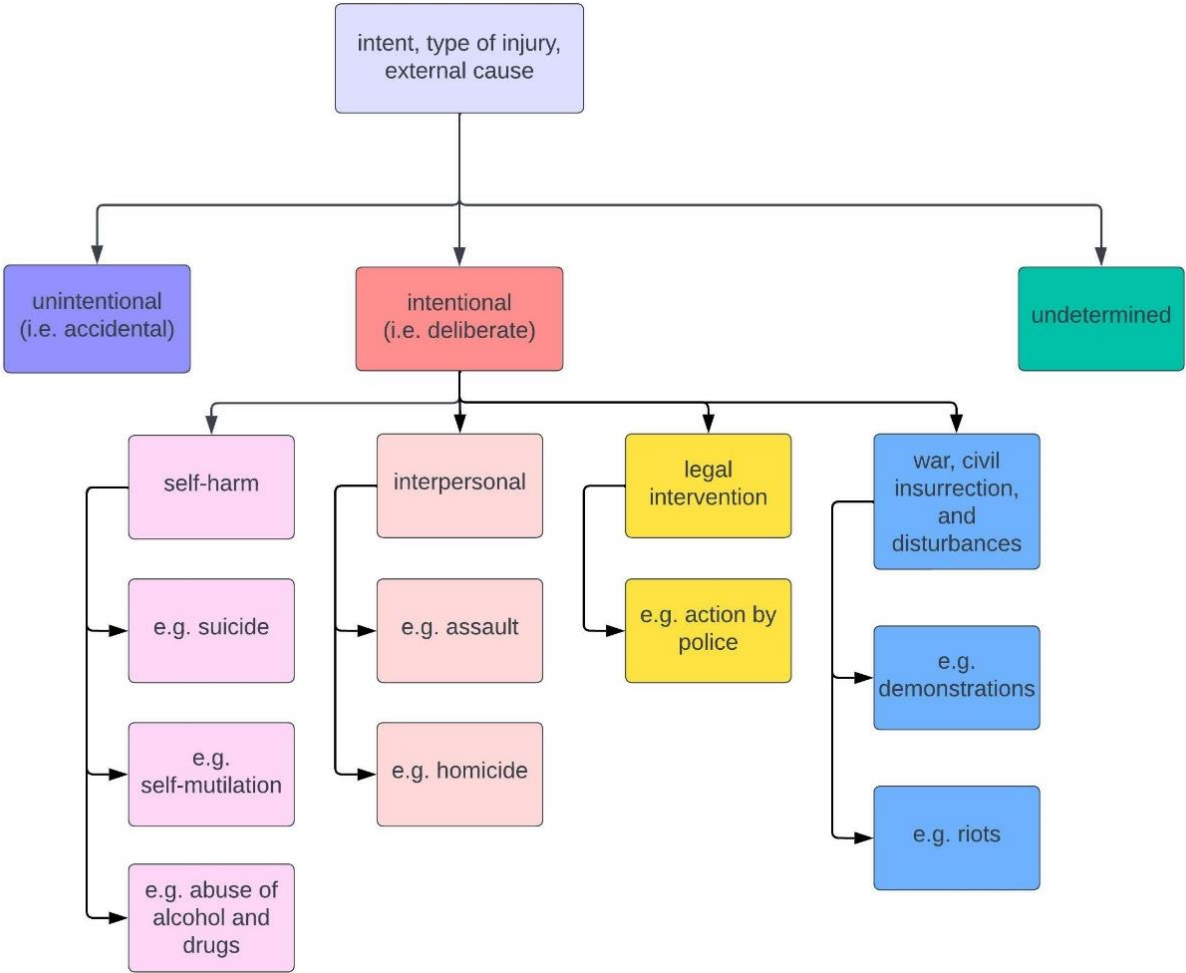 intent, type of injury,
external cause
unintentional
(i.e. accidental)
intentional
(i.e. deliberate)
undetermined
self-harm
interpersonal
legal
intervention
war, civil
insurrection,
and
disturbances
e.g. suicide
e.g. assault
e.g. action by
police
e.g.
demonstrations
e.g.
self-mutilation
e.g. homicide
e.g. riots
e.g. abuse of
alcohol and
drugs